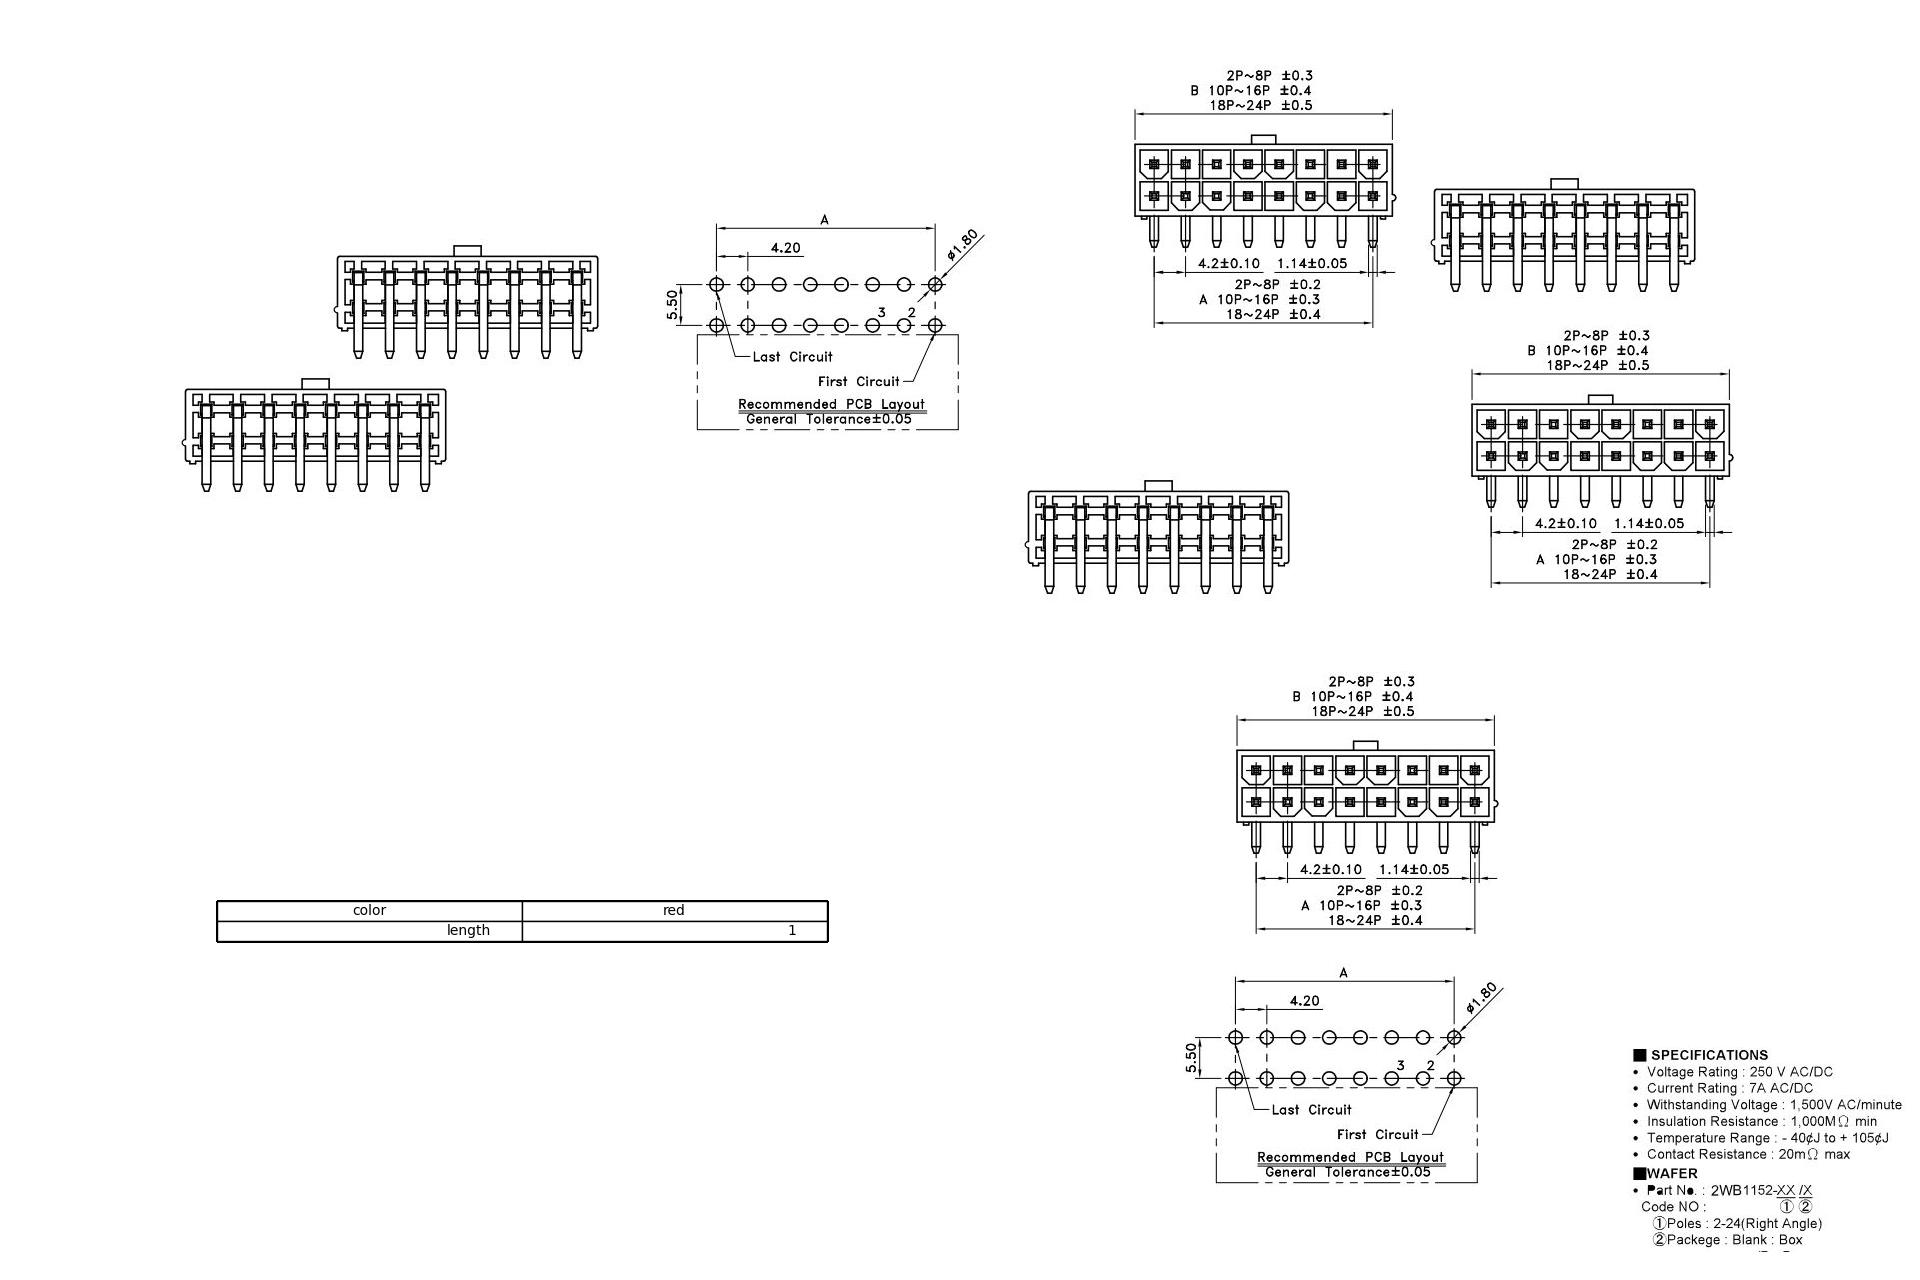 2P~8P ±0.3
B 10P~16P ±0.4
18P~24P ±0.5
4.2±0.10 1.14±0.05
2P~8P ±0.2
A 10P~16P ±0.3
18~24P ±0.4
A
4.20
ø1.80
5.50
3 2
Last Circuit
First Circuit
Recommended PCB Layout
General Tolerance±0.05
2P~8P ±0.3
B 10P~16P ±0.4
18P~24P ±0.5
4.2±0.10 1.14±0.05
2P~8P ±0.2
A 10P~16P ±0.3
18~24P ±0.4
2P~8P ±0.3
B 10P~16P ±0.4
18P~24P ±0.5
4.2±0.10 1.14±0.05
2P~8P ±0.2
A 10P~16P ±0.3
18~24P ±0.4
color red
length 1
A
4.20
ø1.80
5.50
3 2
Last Circuit
First Circuit
Recommended PCB Layout
General Tolerance±0.05
■ SPECIFICATIONS
• Voltage Rating : 250 V AC/DC
• Current Rating : 7A AC/DC
• Withstanding Voltage : 1,500V AC/minute
• Insulation Resistance : 1,000MΩ min
• Temperature Range : - 40¢J to + 105¢J
• Contact Resistance : 20mΩ max
■WAFER
• Part No. : 2WB1152-XX /X
Code NO : ① ②
①Poles : 2-24(Right Angle)
②Packege : Blank : Box